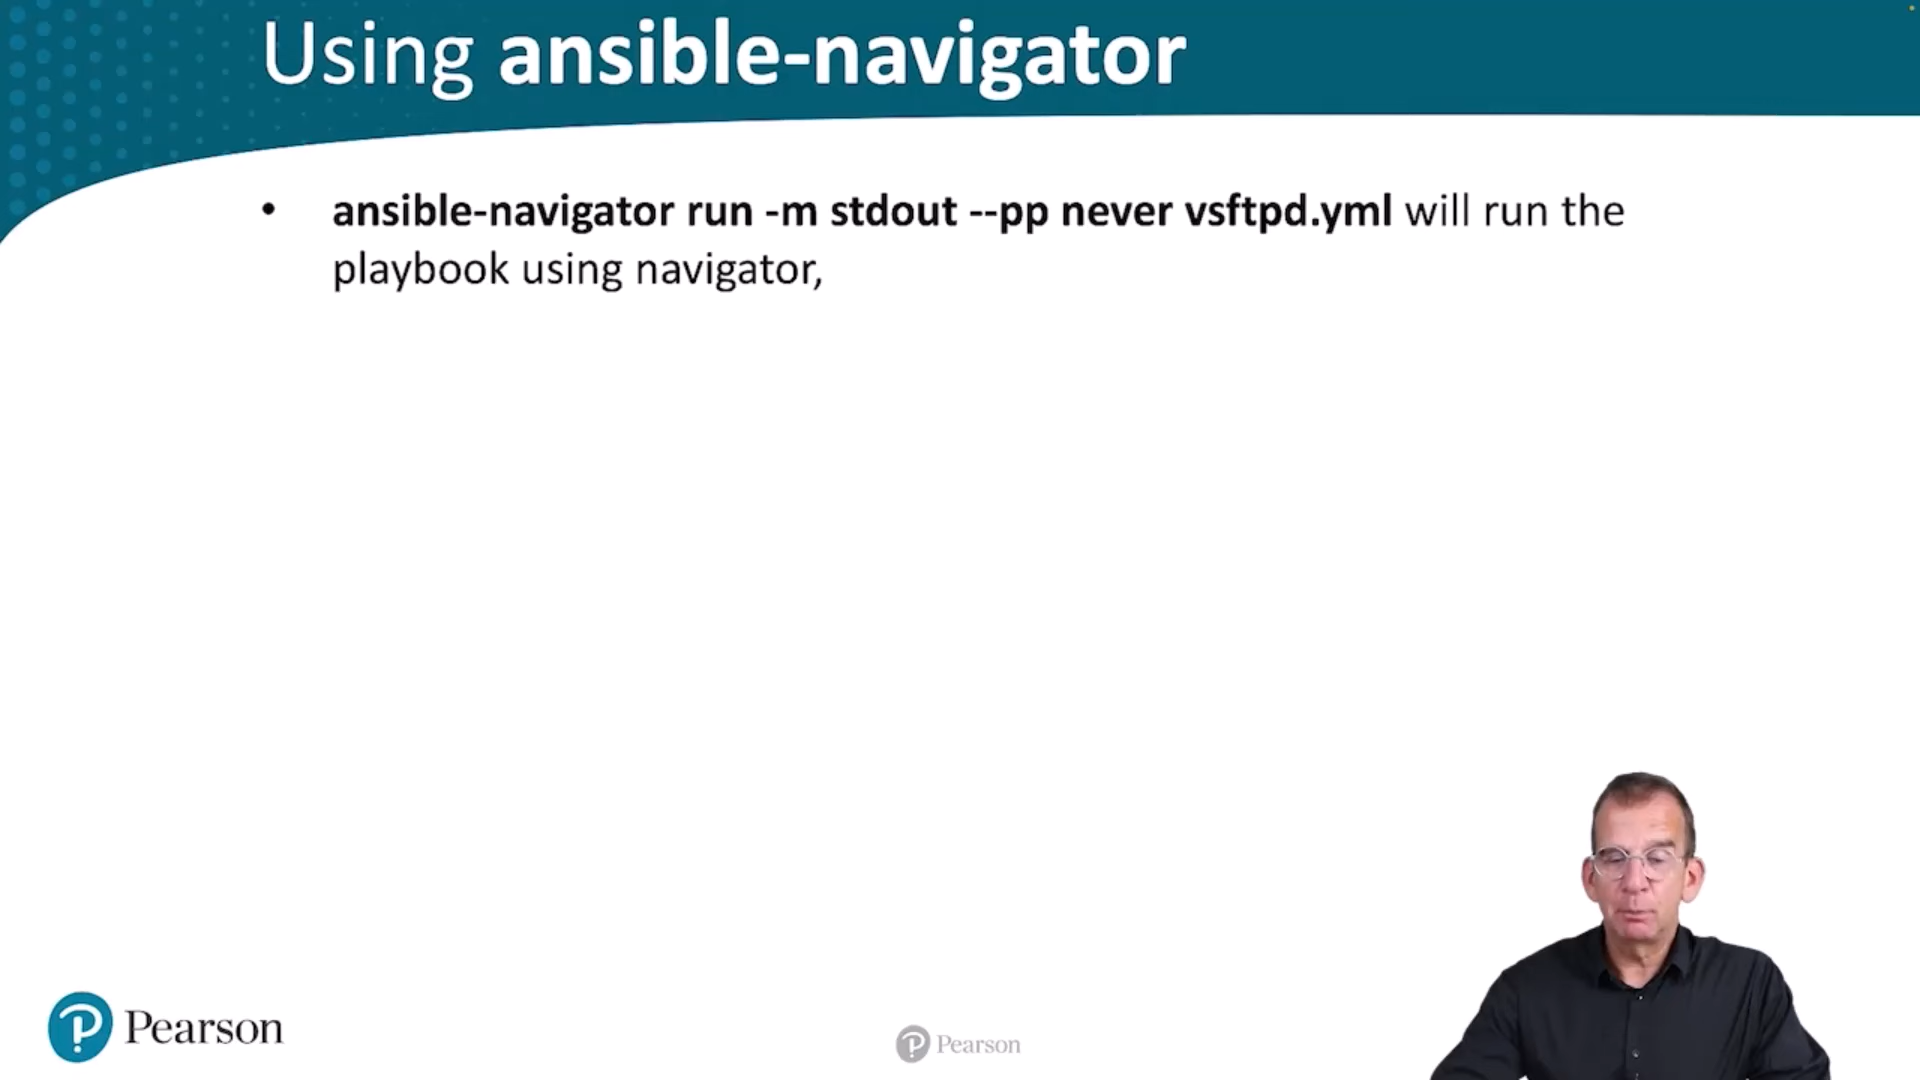 Using ansible-navigator
• ansible-navigator run -m stdout --pp never vsftpd.yml will run the
playbook using navigator,
Pearson
Pearson